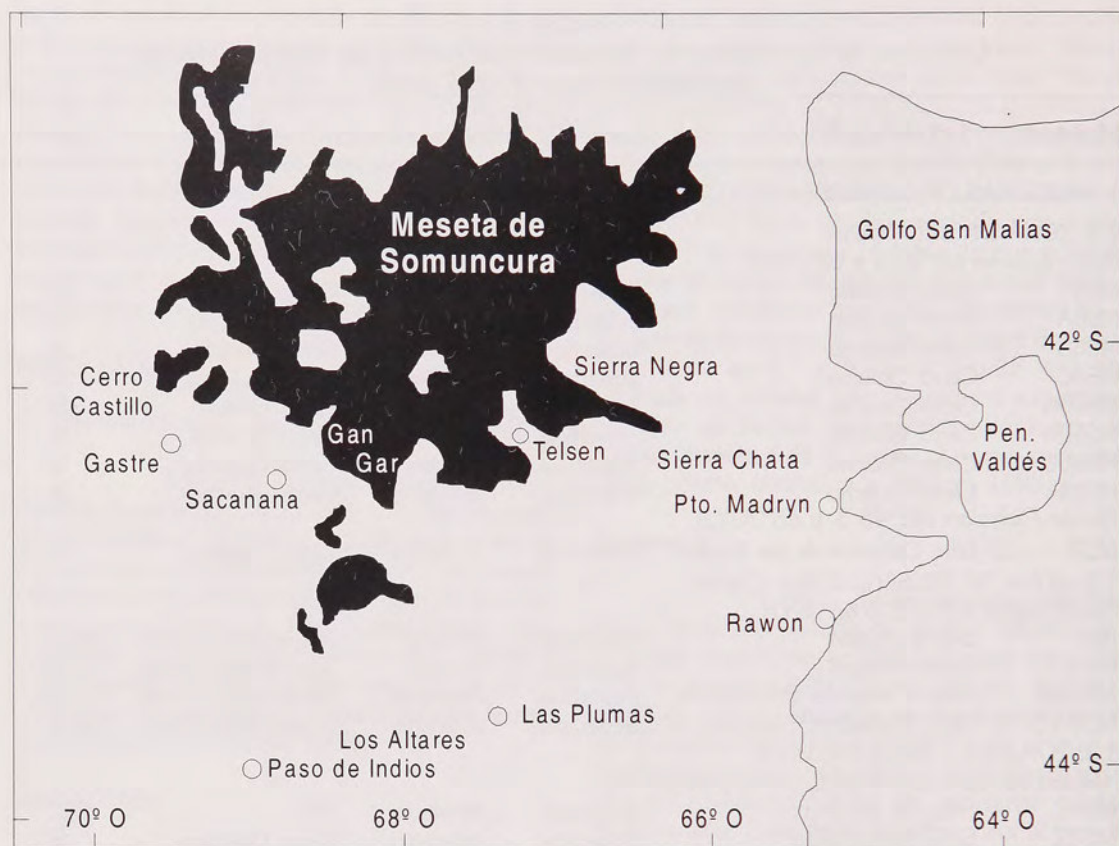 Meseta de
Somuncura
Golfo San Malias
42º S
Sierra Negra
Cerro
Castillo
Gan
Gar
Telsen
Pen.
Valdés
Gastre
Sierra Chata
Sacanana
Pto. Madryn
Rawon
Las Plumas
Los Altares
Paso de Indios
44º S
70º O
68º O
66º O
64º O